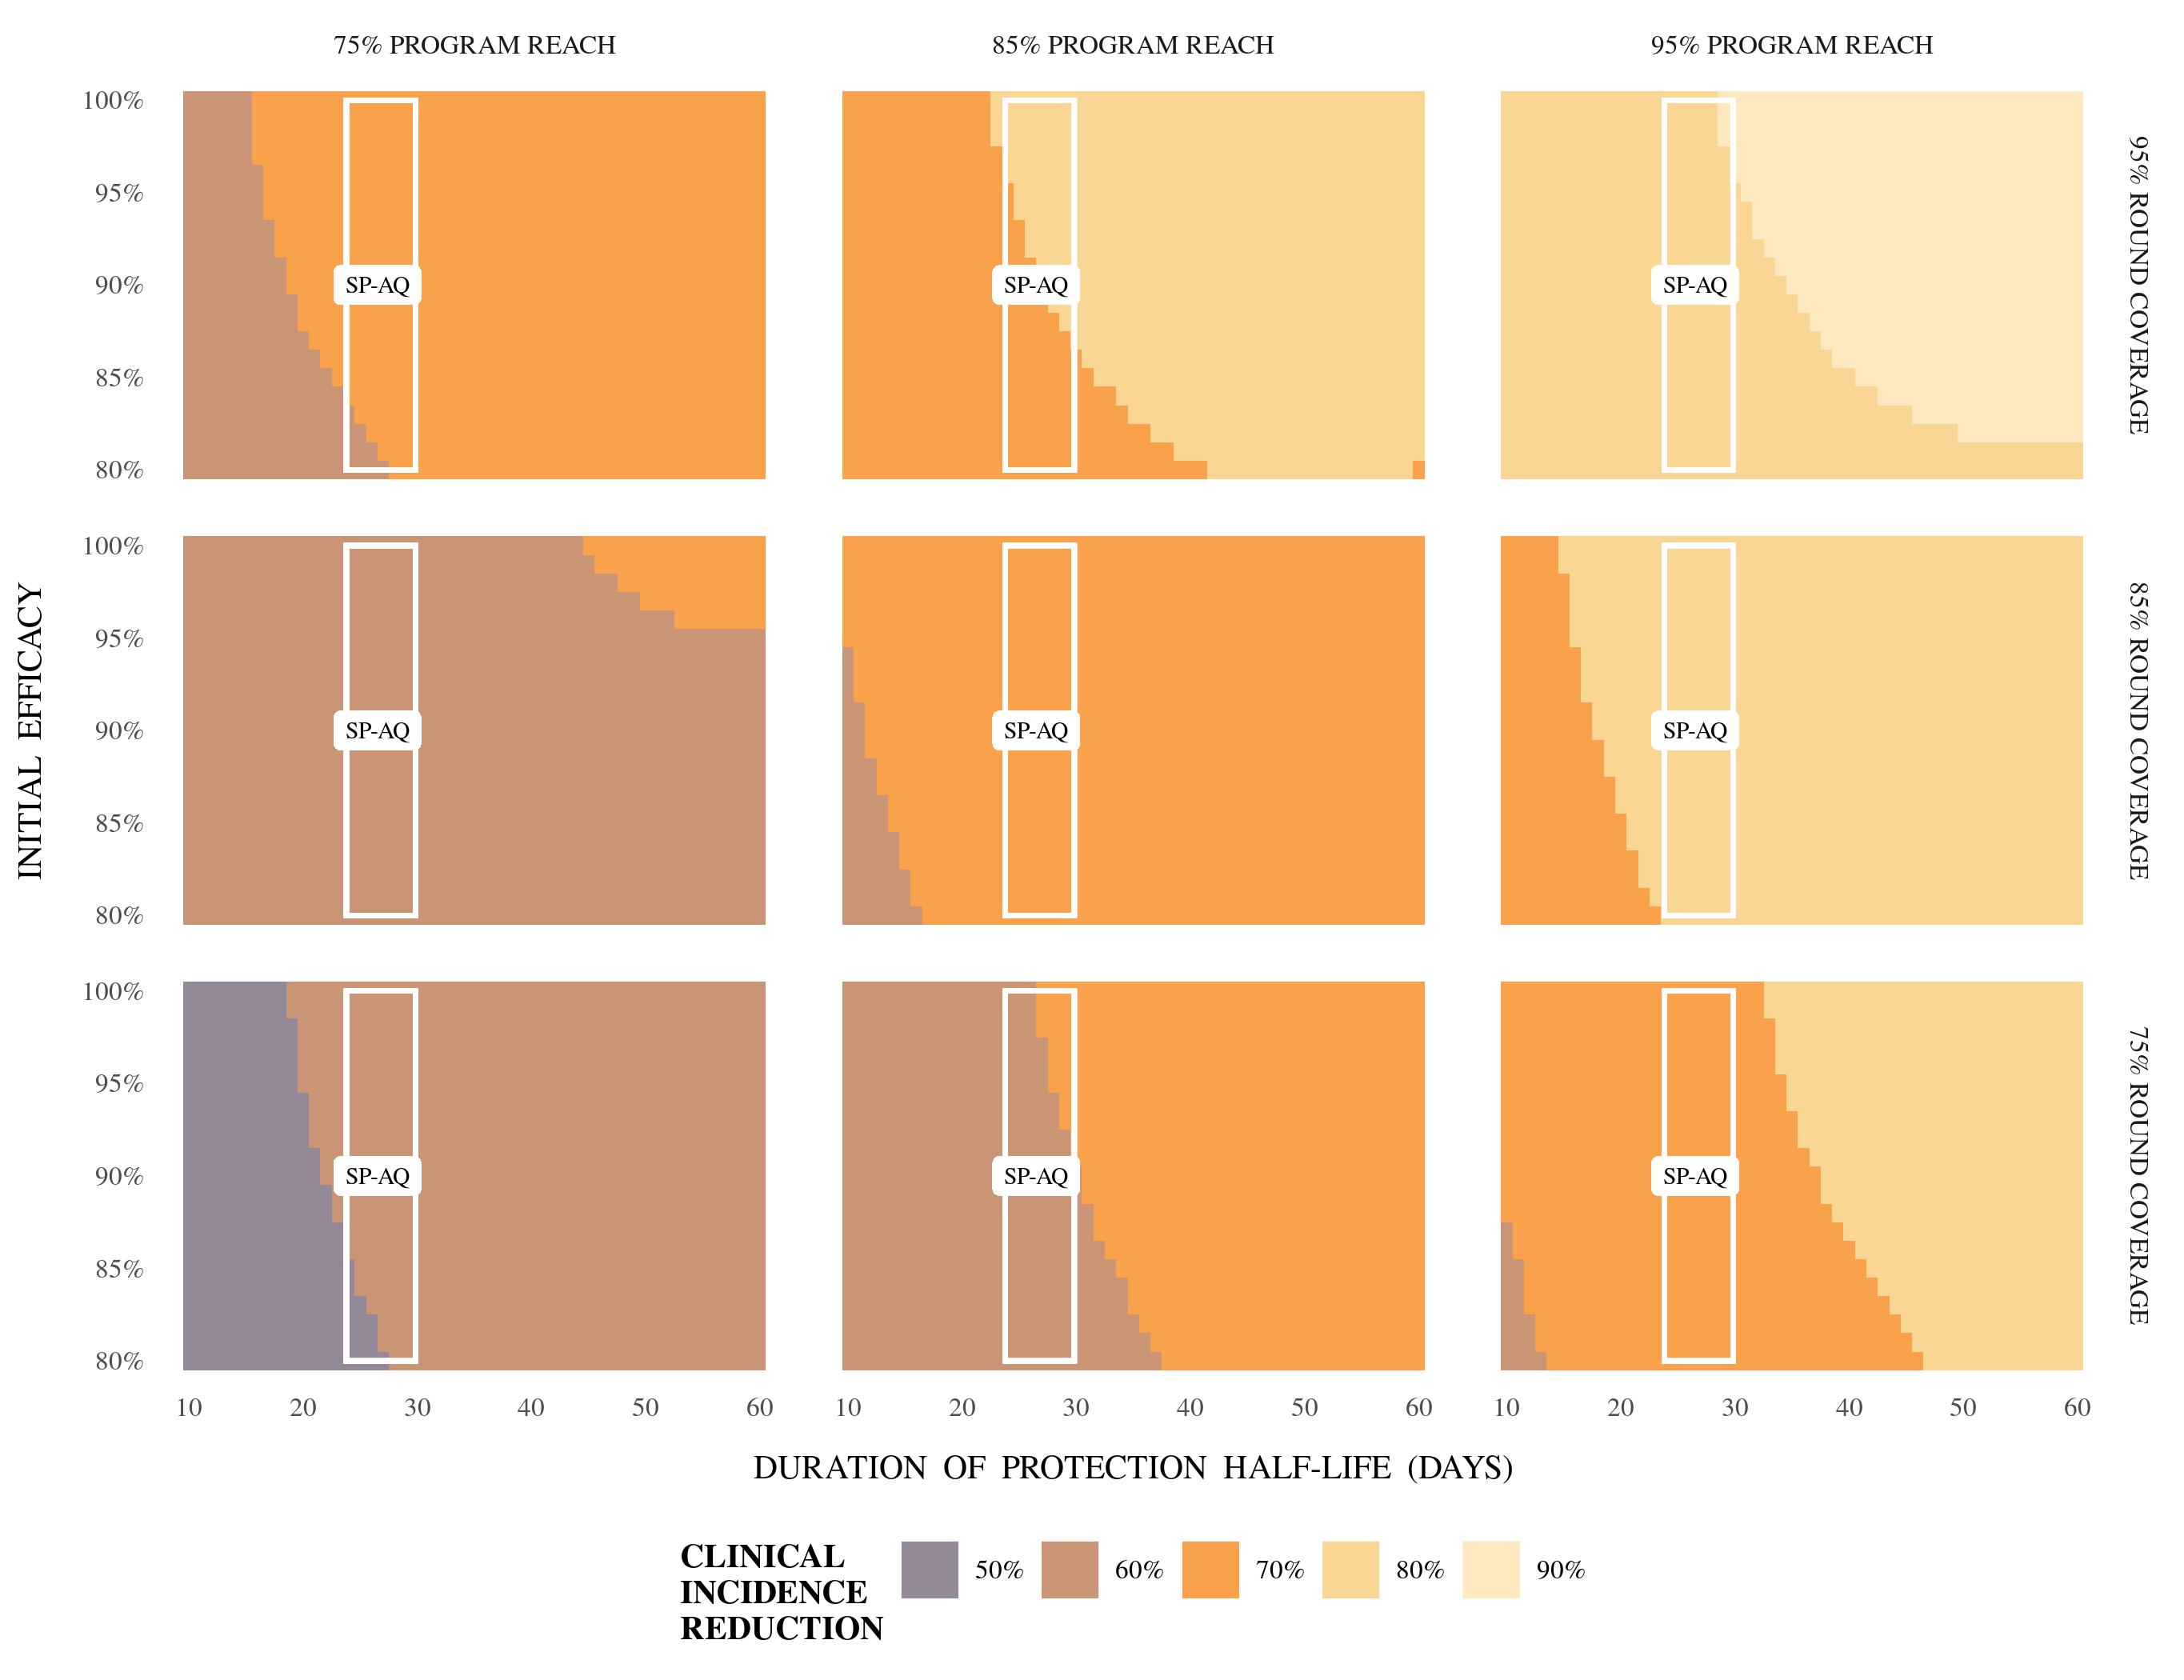 75% PROGRAM REACH
85% PROGRAM REACH
95% PROGRAM REACH
100%
95%
90%
85%
80%
SP-AQ
SP-AQ
SP-AQ
95% ROUND COVERAGE
INITIAL EFFICACY
100%
95%
90%
85%
80%
SP-AQ
SP-AQ
SP-AQ
85% ROUND COVERAGE
100%
95%
90%
85%
80%
SP-AQ
SP-AQ
SP-AQ
75% ROUND COVERAGE
10 20 30 40 50 60
10 20 30 40 50 60
10 20 30 40 50 60
DURATION OF PROTECTION HALF-LIFE (DAYS)
CLINICAL
INCIDENCE
REDUCTION
50% 60% 70% 80% 90%